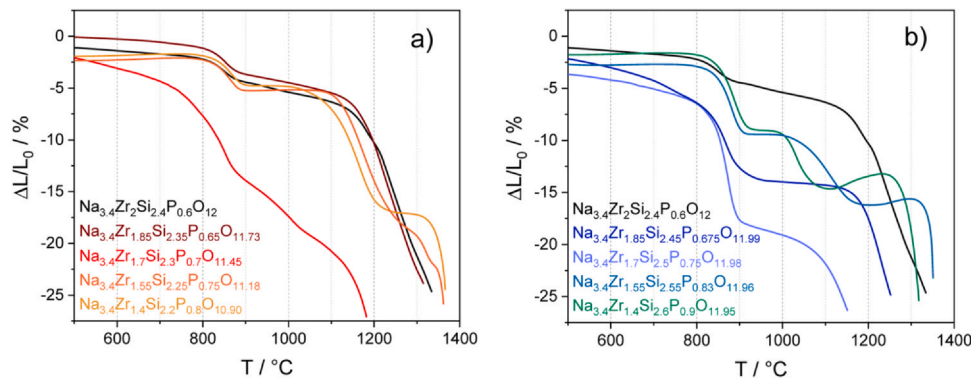 a)
0
-5
-10
-15
-20
-25
ΔL/L₀ / %
Na₃.₄Zr₂Si₂.₄P₀.₆O₁₂
Na₃.₄Zr₁.₈₅Si₂.₃₅P₀.₆₅O₁₁.₇₃
Na₃.₄Zr₁.₇Si₂.₃P₀.₇O₁₁.₄₅
Na₃.₄Zr₁.₅₅Si₂.₂₅P₀.₇₅O₁₁.₁₈
Na₃.₄Zr₁.₄Si₂.₂P₀.₈O₁₀.₉₀
600 800 1000 1200 1400
T / °C
b)
0
-5
-10
-15
-20
-25
ΔL/L₀ / %
Na₃.₄Zr₂Si₂.₄P₀.₆O₁₂
Na₃.₄Zr₁.₈₅Si₂.₄₅P₀.₆₇₅O₁₁.₉₉
Na₃.₄Zr₁.₇Si₂.₅P₀.₇₅O₁₁.₉₈
Na₃.₄Zr₁.₅₅Si₂.₅₅P₀.₈₃O₁₁.₉₆
Na₃.₄Zr₁.₄Si₂.₆P₀.₉O₁₁.₉₅
600 800 1000 1200 1400
T / °C